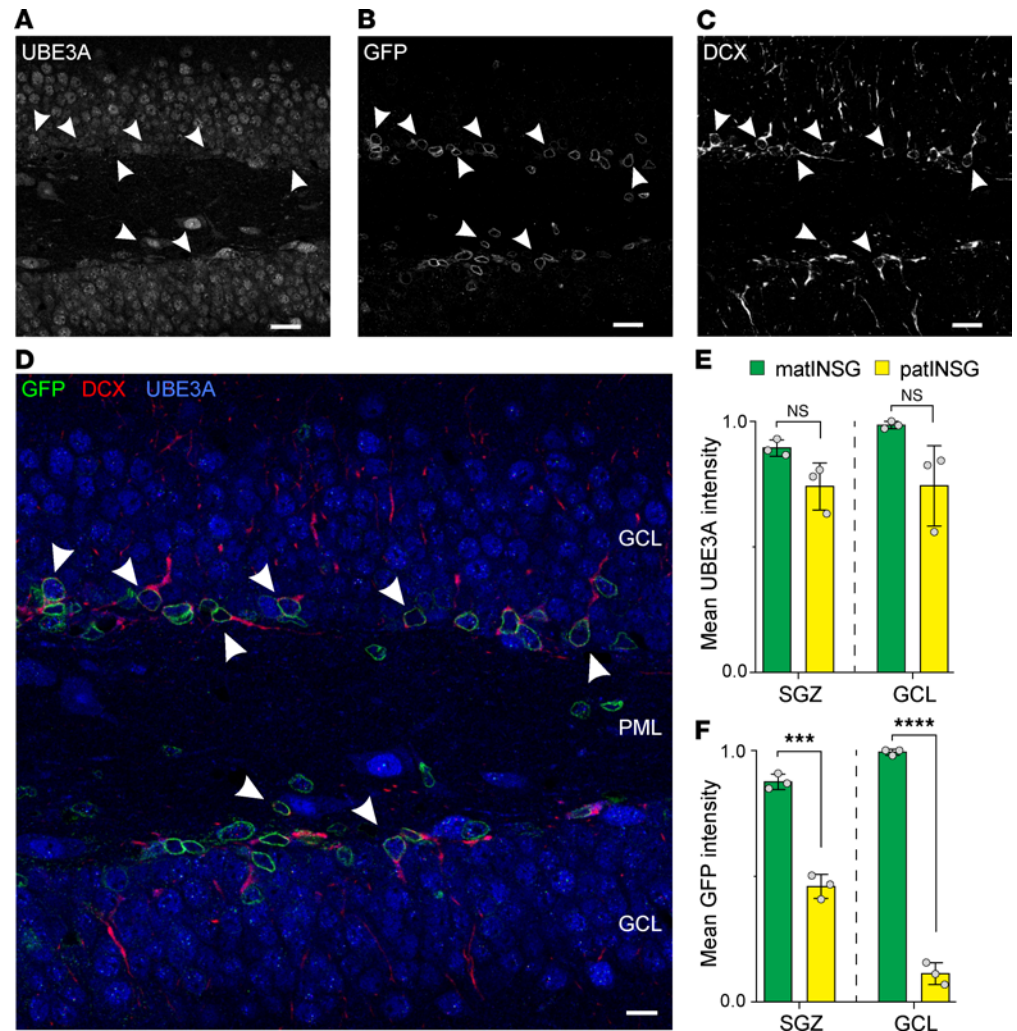 A
B
C
UBE3A
GFP
DCX
D
GFP DCX UBE3A
GCL
PML
GCL
E
matINSG patINSG
NS
NS
1.0
Mean UBE3A intensity
0.0
SGZ GCL
F
***
****
1.0
Mean GFP intensity
0.0
SGZ GCL